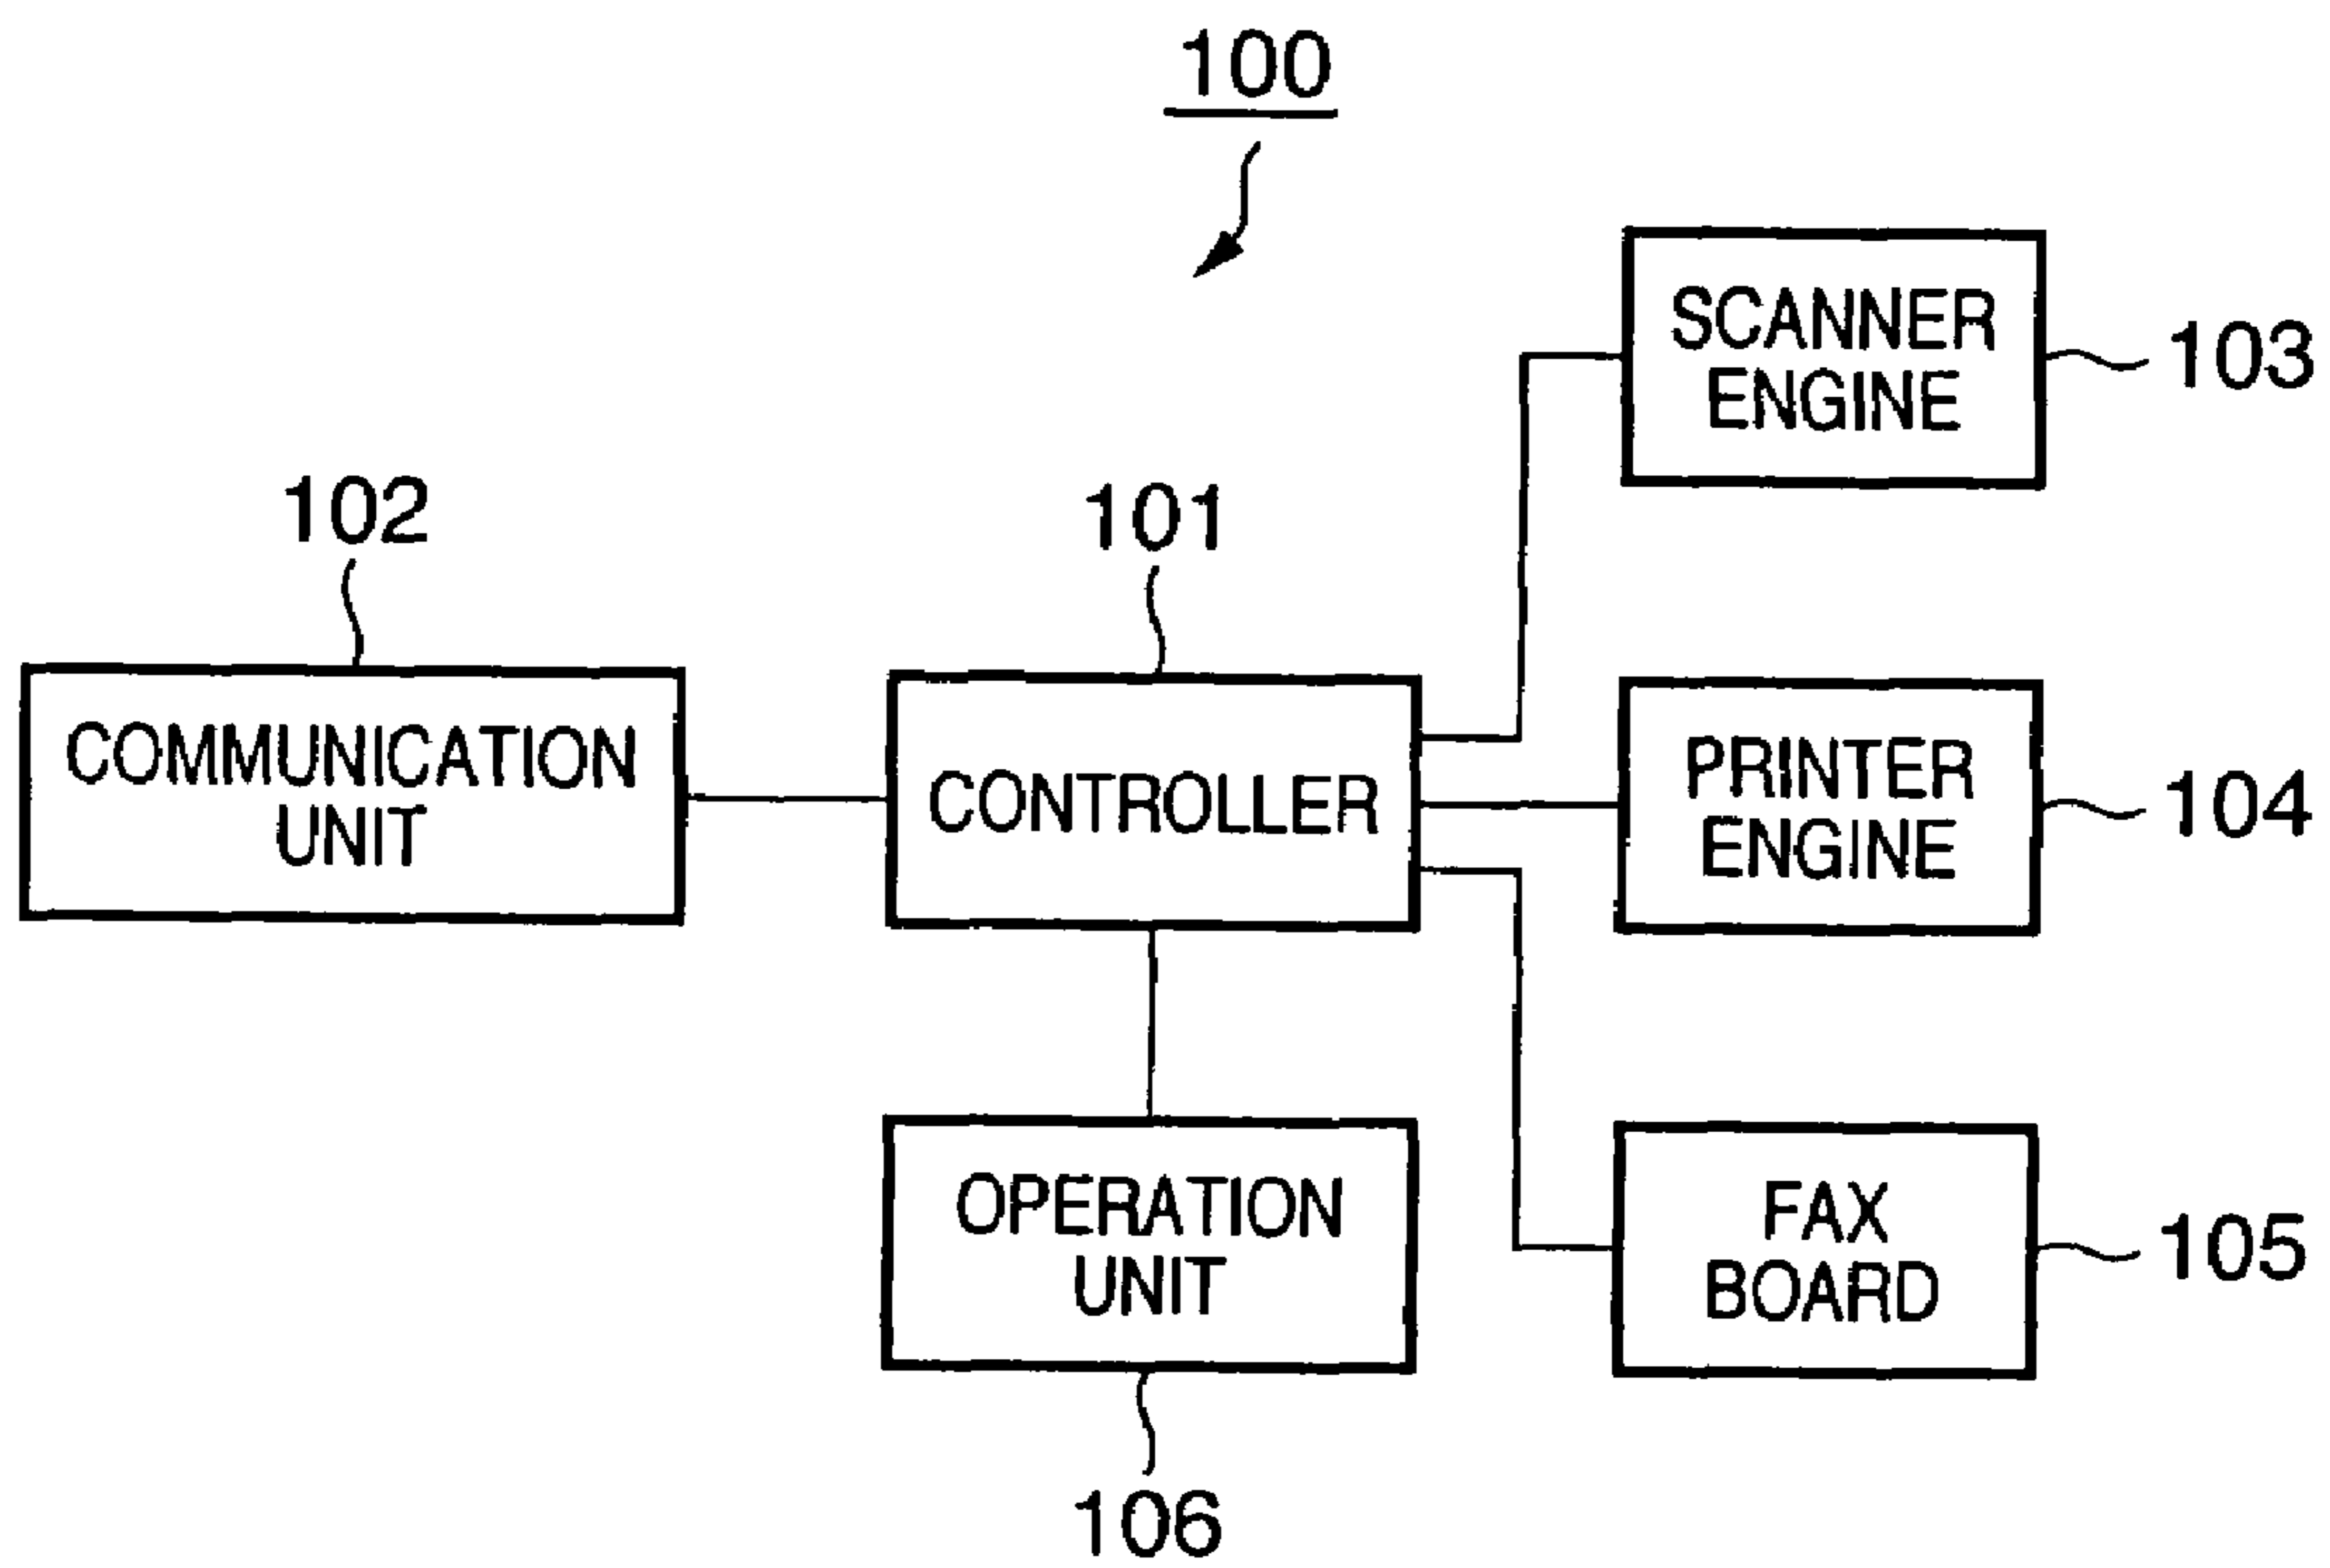 100
SCANNER
ENGINE
103
102
101
COMMUNICATION
UNIT
CONTROLLER
PRINTER
ENGINE
104
OPERATION
UNIT
FAX
BOARD
105
106